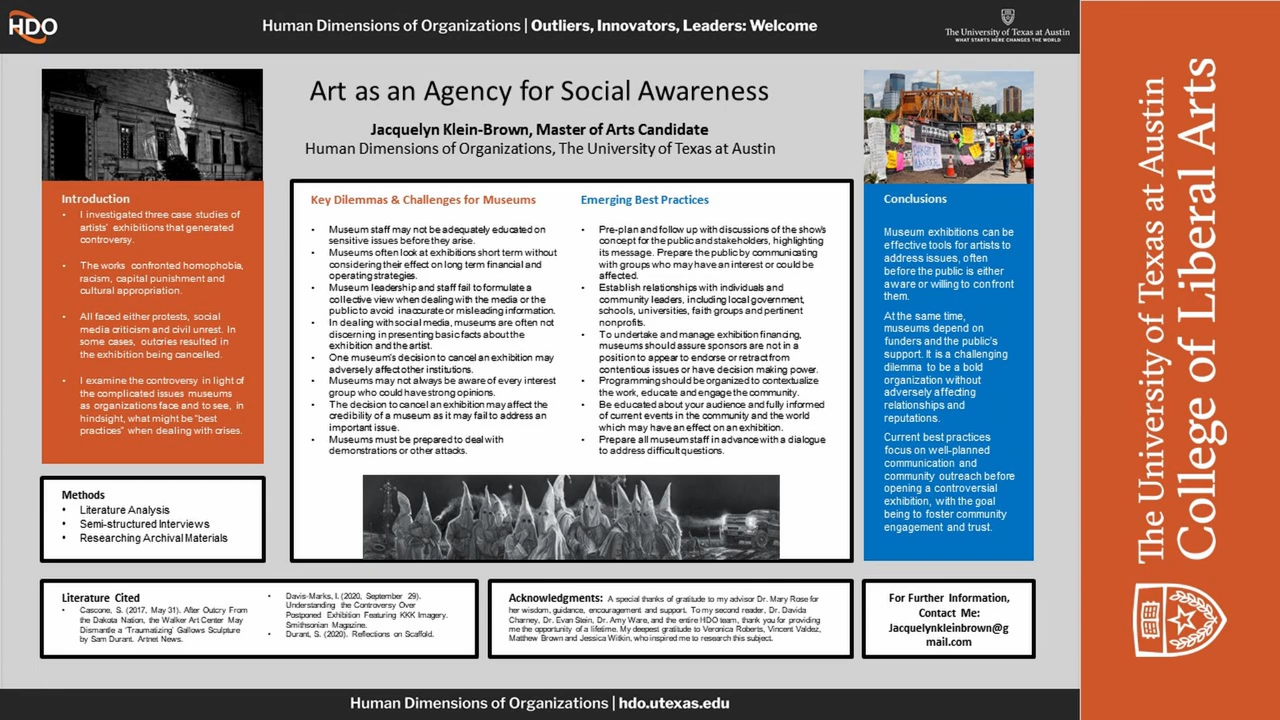 HDO
Human Dimensions of Organizations | Outliers, Innovators, Leaders: Welcome
The University of Texas at Austin
WHAT STARTS HERE CHANGES THE WORLD
Art as an Agency for Social Awareness
Jacquelyn Klein-Brown, Master of Arts Candidate
Human Dimensions of Organizations, The University of Texas at Austin
Introduction
• I investigated three case studies of
artists' exhibitions that generated
controversy.
• The works confronted homophobia,
racism, capital punishment and
cultural appropriation.
• All faced either protests, social
media criticism and civil unrest. In
some cases, outcries resulted in
the exhibition being cancelled.
• I examine the controversy in light of
the complicated issues museums
as organizations face and to see, in
hindsight, what might be "best
practices" when dealing with crises.
Methods
• Literature Analysis
• Semi-structured Interviews
• Researching Archival Materials
Key Dilemmas & Challenges for Museums
• Museum staff may not be adequately educated on
sensitive issues before they arise.
• Museums often look at exhibitions short term without
considering their effect on long term financial and
operating strategies.
• Museum leadership and staff fail to formulate a
collective view when dealing with the media or the
public to avoid inaccurate or misleading information.
• In dealing with social media, museums are often not
discerning in presenting basic facts about the
exhibition and the artist.
• One museum's decision to cancel an exhibition may
adversely affect other institutions.
• Museums may not always be aware of every interest
group who could have strong opinions.
• The decision to cancel an exhibition may affect the
credibility of a museum as it may fail to address an
important issue.
• Museums must be prepared to deal with
demonstrations or other attacks.
Emerging Best Practices
• Pre-plan and follow up with discussions of the show's
concept for the public and stakeholders, highlighting
its message. Prepare the public by communicating
with groups who may have an interest or could be
affected.
• Establish relationships with individuals and
community leaders, including local government,
schools, universities, faith groups and pertinent
nonprofits.
• To undertake and manage exhibition financing,
museums should assure sponsors are not in a
position to appear to endorse or retract from
contentious issues or have decision making power.
• Programming should be organized to contextualize
the work, educate and engage the community.
• Be educated about your audience and fully informed
of current events in the community and the world
which may have an effect on an exhibition.
• Prepare all museum staff in advance with a dialogue
to address difficult questions.
Conclusions
Museum exhibitions can be
effective tools for artists to
address issues, often
before the public is either
aware or willing to confront
them.
At the same time,
museums depend on
funders and the public's
support. It is a challenging
dilemma to be a bold
organization without
adversely affecting
relationships and
reputations.
Current best practices
focus on well-planned
communication and
community outreach before
opening a controversial
exhibition, with the goal
being to foster community
engagement and trust.
Literature Cited
• Cascone, S. (2017, May 31). After Outcry From
the Dakota Nation, the Walker Art Center May
Dismantle a 'Traumatizing' Gallows Sculpture
by Sam Durant. Artnet News.
• Davis-Marks, I. (2020, September 29).
Understanding the Controversy Over
Postponed Exhibition Featuring KKK Imagery.
Smithsonian Magazine.
• Durant, S. (2020). Reflections on Scaffold.
Acknowledgments: A special thanks of gratitude to my advisor Dr. Mary Rose for
her wisdom, guidance, encouragement and support. To my second reader, Dr. Davida
Charney, Dr. Evan Stein, Dr. Amy Ware, and the entire HDO team, thank you for providing
me the opportunity of a lifetime. My deepest gratitude to Veronica Roberts, Vincent Valdez,
Matthew Brown and Jessica Witkin, who inspired me to research this subject.
For Further Information,
Contact Me:
Jacquelynkleinbrown@g
mail.com
Human Dimensions of Organizations | hdo.utexas.edu
The University of Texas at Austin
College of Liberal Arts